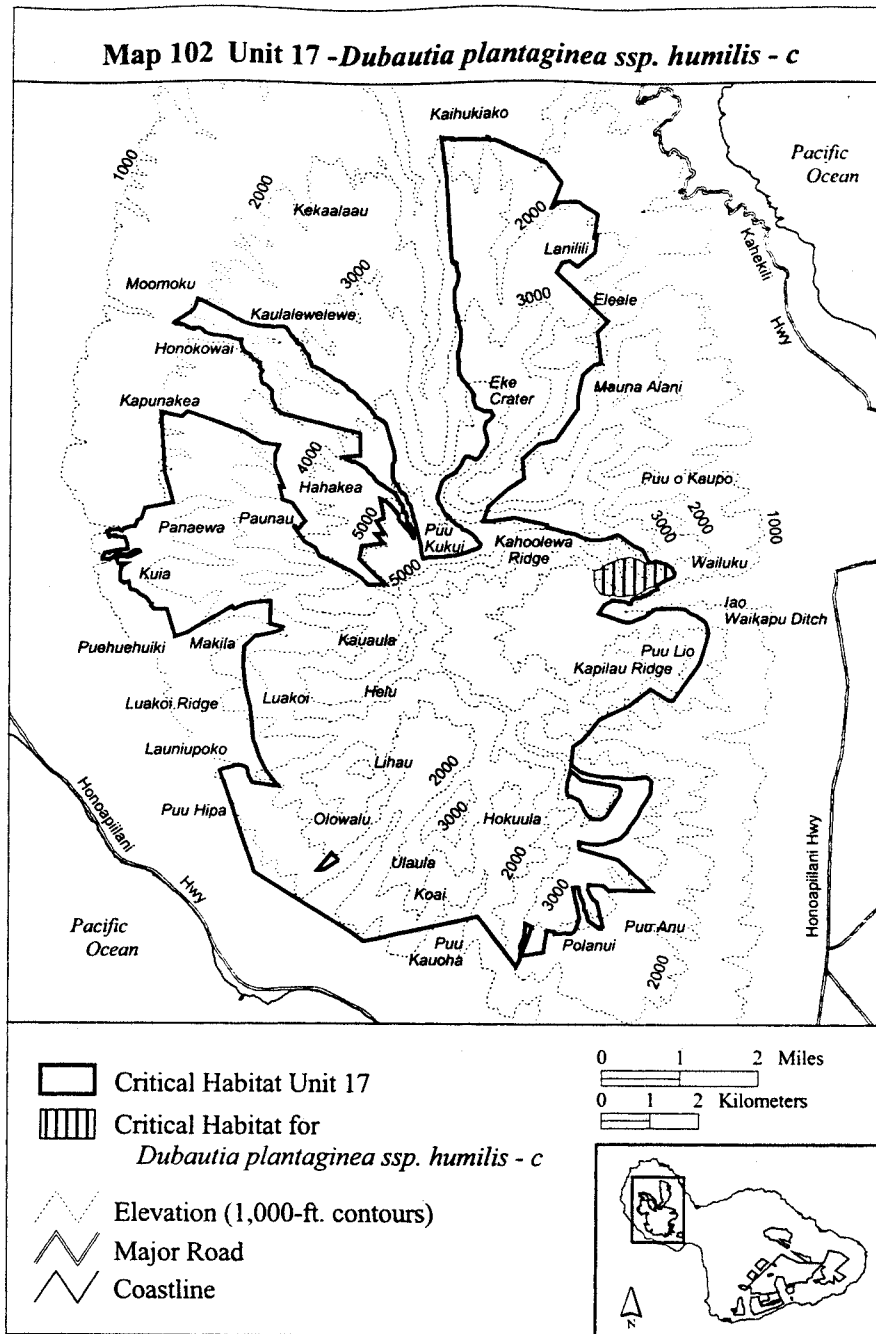 Map 102 Unit 17 -Dubautia plantaginea ssp. humilis - c
Kaihukiako
Pacific
Ocean
1000
2000
Kekaalaau
2000
Lanilili
Kahekili
Hwy
3000
Moomoku
Kaulalewelewe
3000
Eleele
Honokowai
Eke
Crater
Mauna Alani
Kapunakea
4000
Hahakea
Puu o Kaupo
Panaewa
Paunau
5000
Puu
Kukui
Kahoolewa
Ridge
3000
2000
1000
Wailuku
Kuia
5000
Iao
Waikapu Ditch
Puehuehuiki
Makila
Kauaula
Puu Lio
Kapilau Ridge
Luakoi Ridge
Luakoi
Helu
Launiupoko
Lihau
2000
Puu Hipa
Olowalu
3000
Hokuula
Honoapiilani
Hwy
Ulaula
2000
Koai
3000
Honoapiilani Hwy
Pacific
Ocean
Puu
Kauoha
Polanui
Puu Anu
2000
Critical Habitat Unit 17
Critical Habitat for
Dubautia plantaginea ssp. humilis - c
Elevation (1,000-ft. contours)
Major Road
Coastline
0 1 2 Miles
0 1 2 Kilometers
N